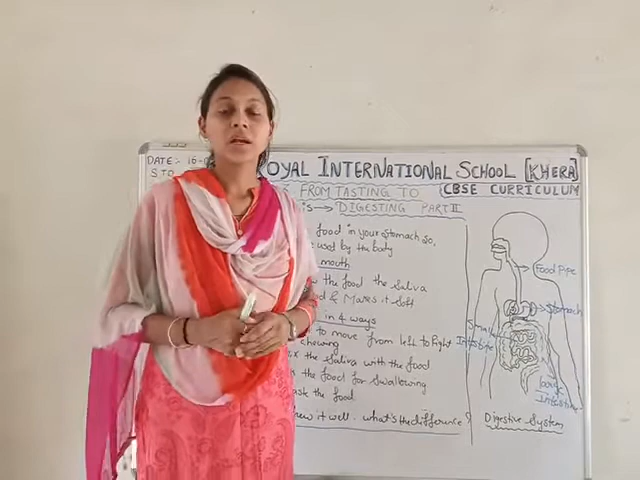 DATE:- 16-0
STD
OYAL INTERNATIONAL SCHOOL [KHERA]
FROM TASTING TO CBSE CURRICULUM
DIGESTING PART II
food in your stomach so,
used by the body
mouth
the food, the saliva
& Makes it soft
in 4 ways
to move from left to Right
chewing
the saliva with the food
the food for swallowing
the food
ew it well. what's the difference?
Food Pipe
Stomach
Small
Intestine
Large
Intestine
Digestive System